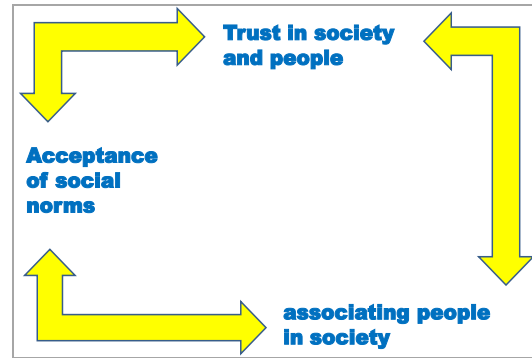 Trust in society
and people
Acceptance
of social
norms
associating people
in society